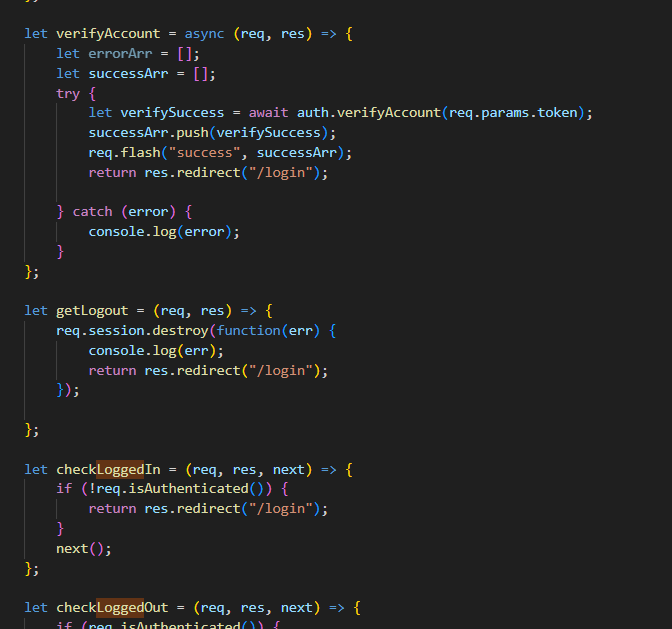 let verifyAccount = async (req, res) => {
let errorArr = [];
let successArr = [];
try {
let verifySuccess = await auth.verifyAccount(req.params.token);
successArr.push(verifySuccess);
req.flash("success", successArr);
return res.redirect("/login");
} catch (error) {
console.log(error);
}
};
let getLogout = (req, res) => {
req.session.destroy(function(err) {
console.log(err);
return res.redirect("/login");
});
};
let checkLoggedIn = (req, res, next) => {
if (!req.isAuthenticated()) {
return res.redirect("/login");
}
next();
};
let checkLoggedOut = (req, res, next) => {
if (req.isAuthenticated()) {